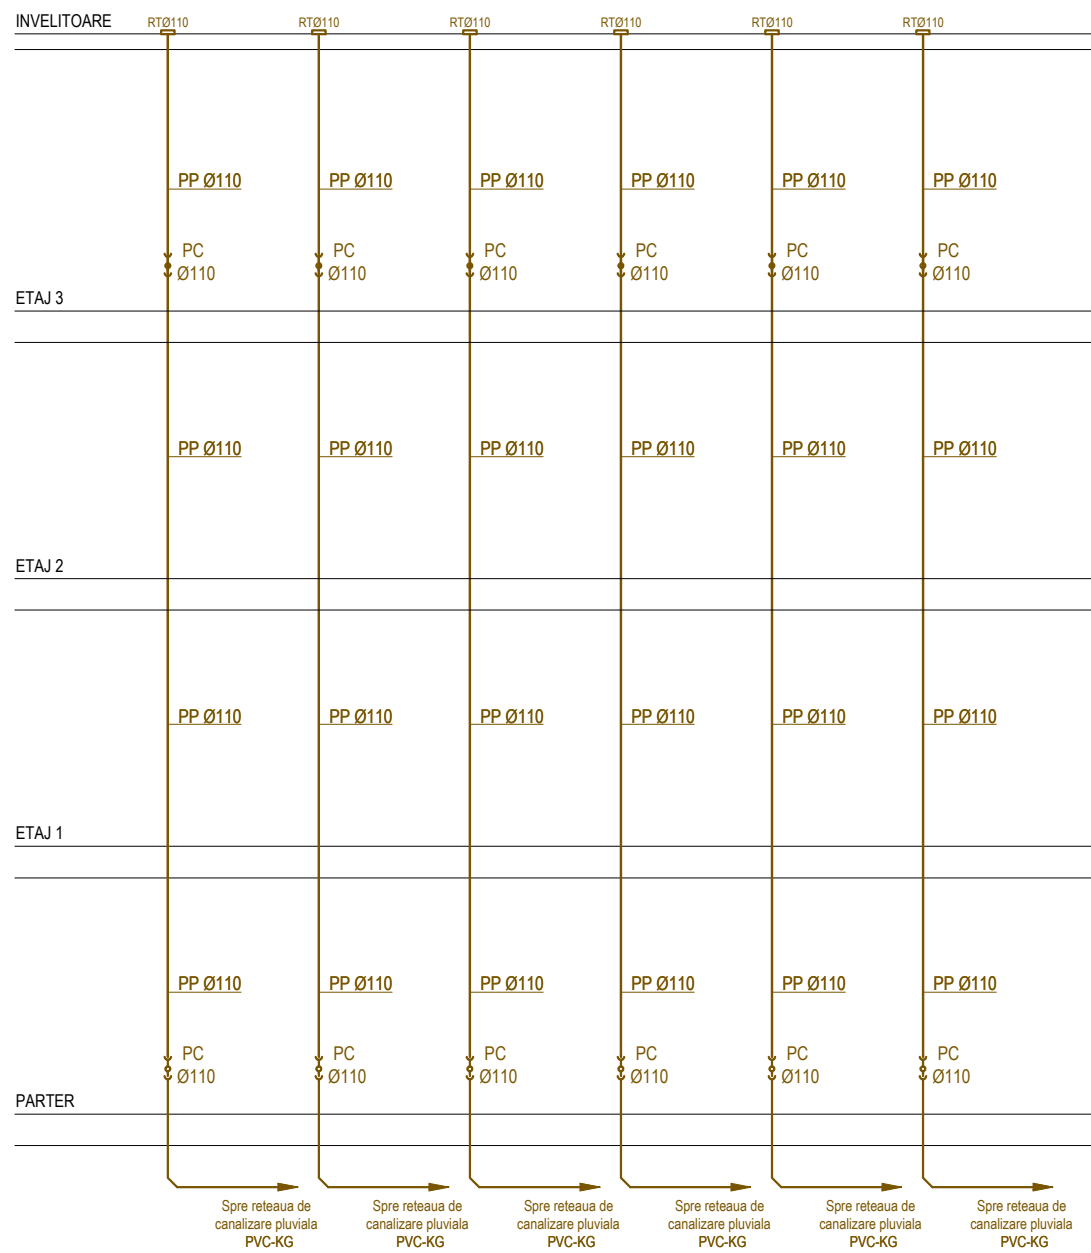 INVELITOARE
RTØ110 RTØ110 RTØ110 RTØ110 RTØ110 RTØ110
PP Ø110 PP Ø110 PP Ø110 PP Ø110 PP Ø110 PP Ø110
PC PC PC PC PC PC
Ø110 Ø110 Ø110 Ø110 Ø110 Ø110
ETAJ 3
PP Ø110 PP Ø110 PP Ø110 PP Ø110 PP Ø110 PP Ø110
ETAJ 2
PP Ø110 PP Ø110 PP Ø110 PP Ø110 PP Ø110 PP Ø110
ETAJ 1
PP Ø110 PP Ø110 PP Ø110 PP Ø110 PP Ø110 PP Ø110
PC PC PC PC PC PC
Ø110 Ø110 Ø110 Ø110 Ø110 Ø110
PARTER
Spre reteaua de Spre reteaua de Spre reteaua de Spre reteaua de Spre reteaua de Spre reteaua de
canalizare pluviala canalizare pluviala canalizare pluviala canalizare pluviala canalizare pluviala canalizare pluviala
PVC-KG PVC-KG PVC-KG PVC-KG PVC-KG PVC-KG